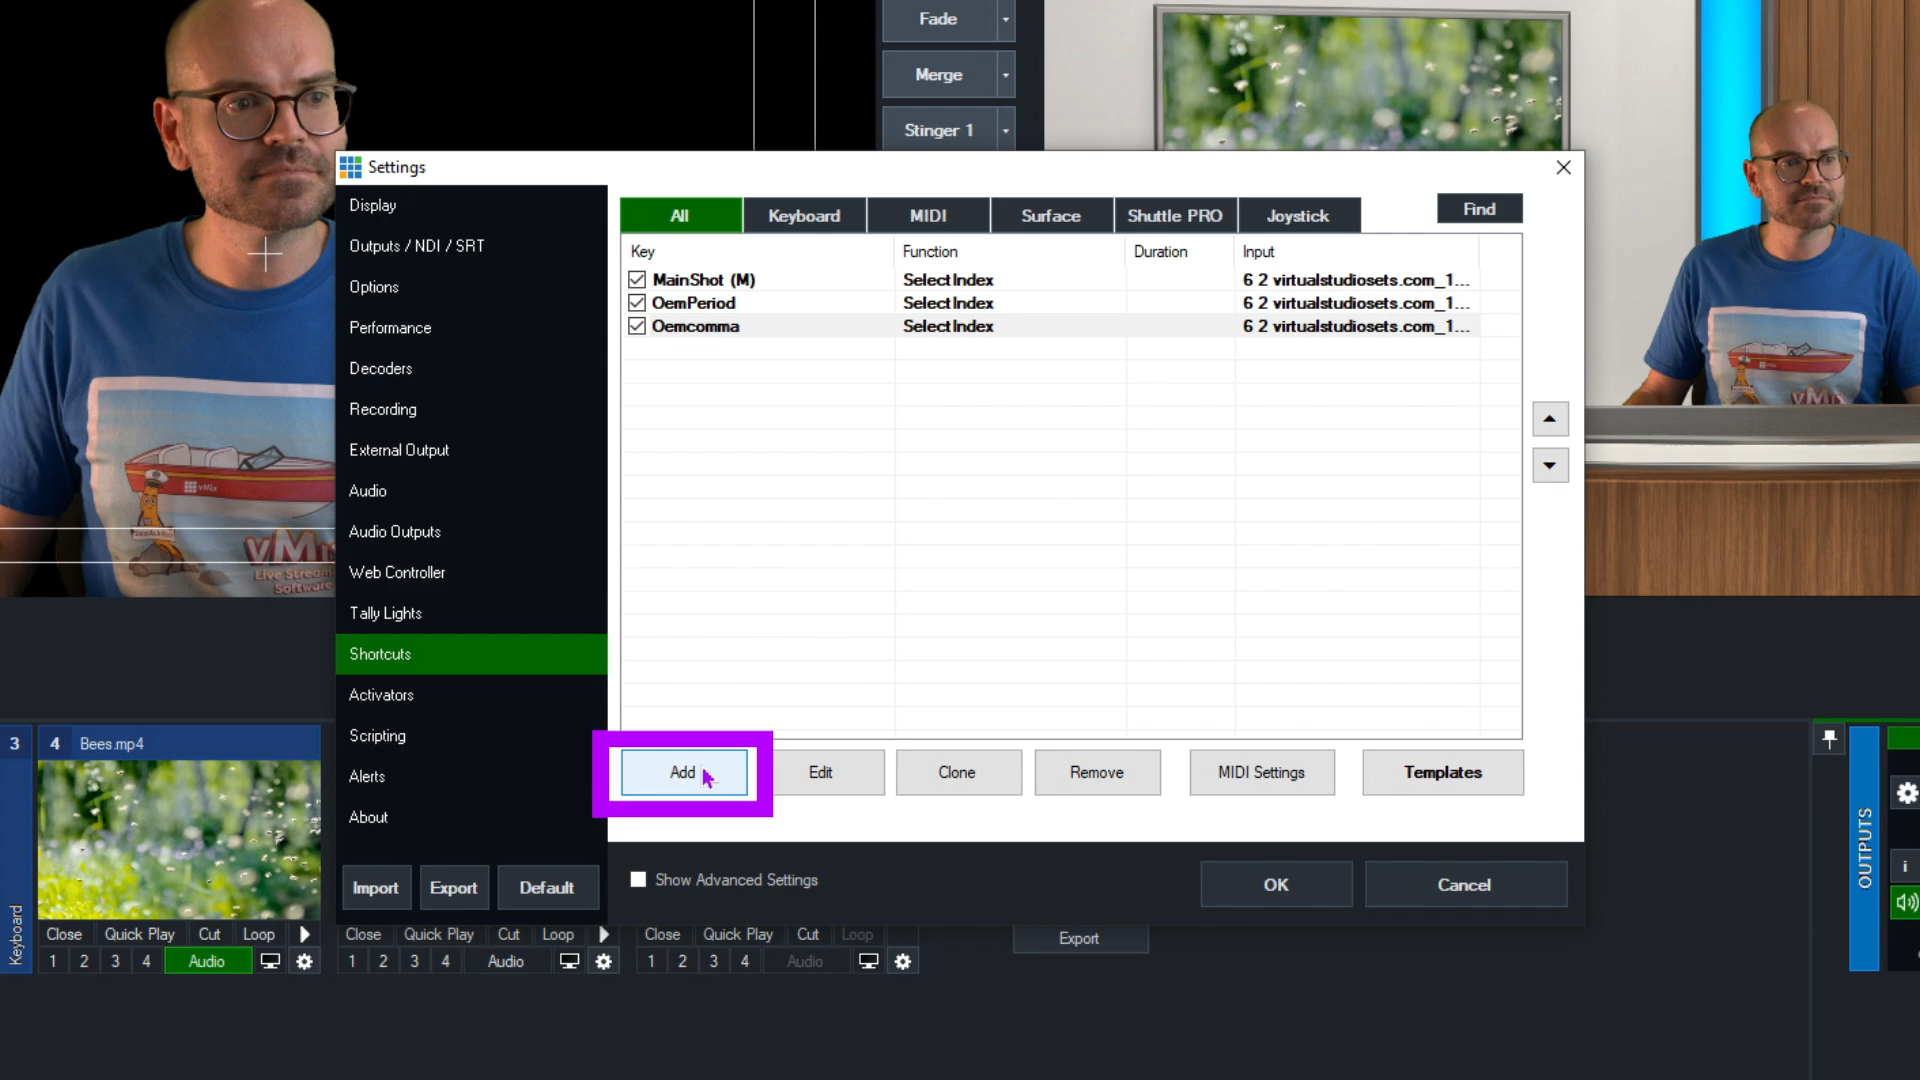 Fade
Merge
Stinger 1
Settings
Display
Outputs / NDI / SRT
Options
Performance
Decoders
Recording
External Output
Audio
Audio Outputs
Web Controller
Tally Lights
Shortcuts
Activators
Scripting
Alerts
About
Import Export Default
All Keyboard MIDI Surface Shuttle PRO Joystick Find
Key Function Duration Input
MainShot (M) SelectIndex 6 2 virtualstudiosets.com_1...
OemPeriod SelectIndex 6 2 virtualstudiosets.com_1...
Oemcomma SelectIndex 6 2 virtualstudiosets.com_1...
Add Edit Clone Remove MIDI Settings Templates
Show Advanced Settings
OK Cancel
vMix
Live Stream
Software
vMix
3 4 Bees.mp4
Keyboard
Close Quick Play Cut Loop
1 2 3 4 Audio
Close Quick Play Cut Loop
1 2 3 4 Audio
Close Quick Play Cut Loop
1 2 3 4 Audio
Export
OUTPUTS
i